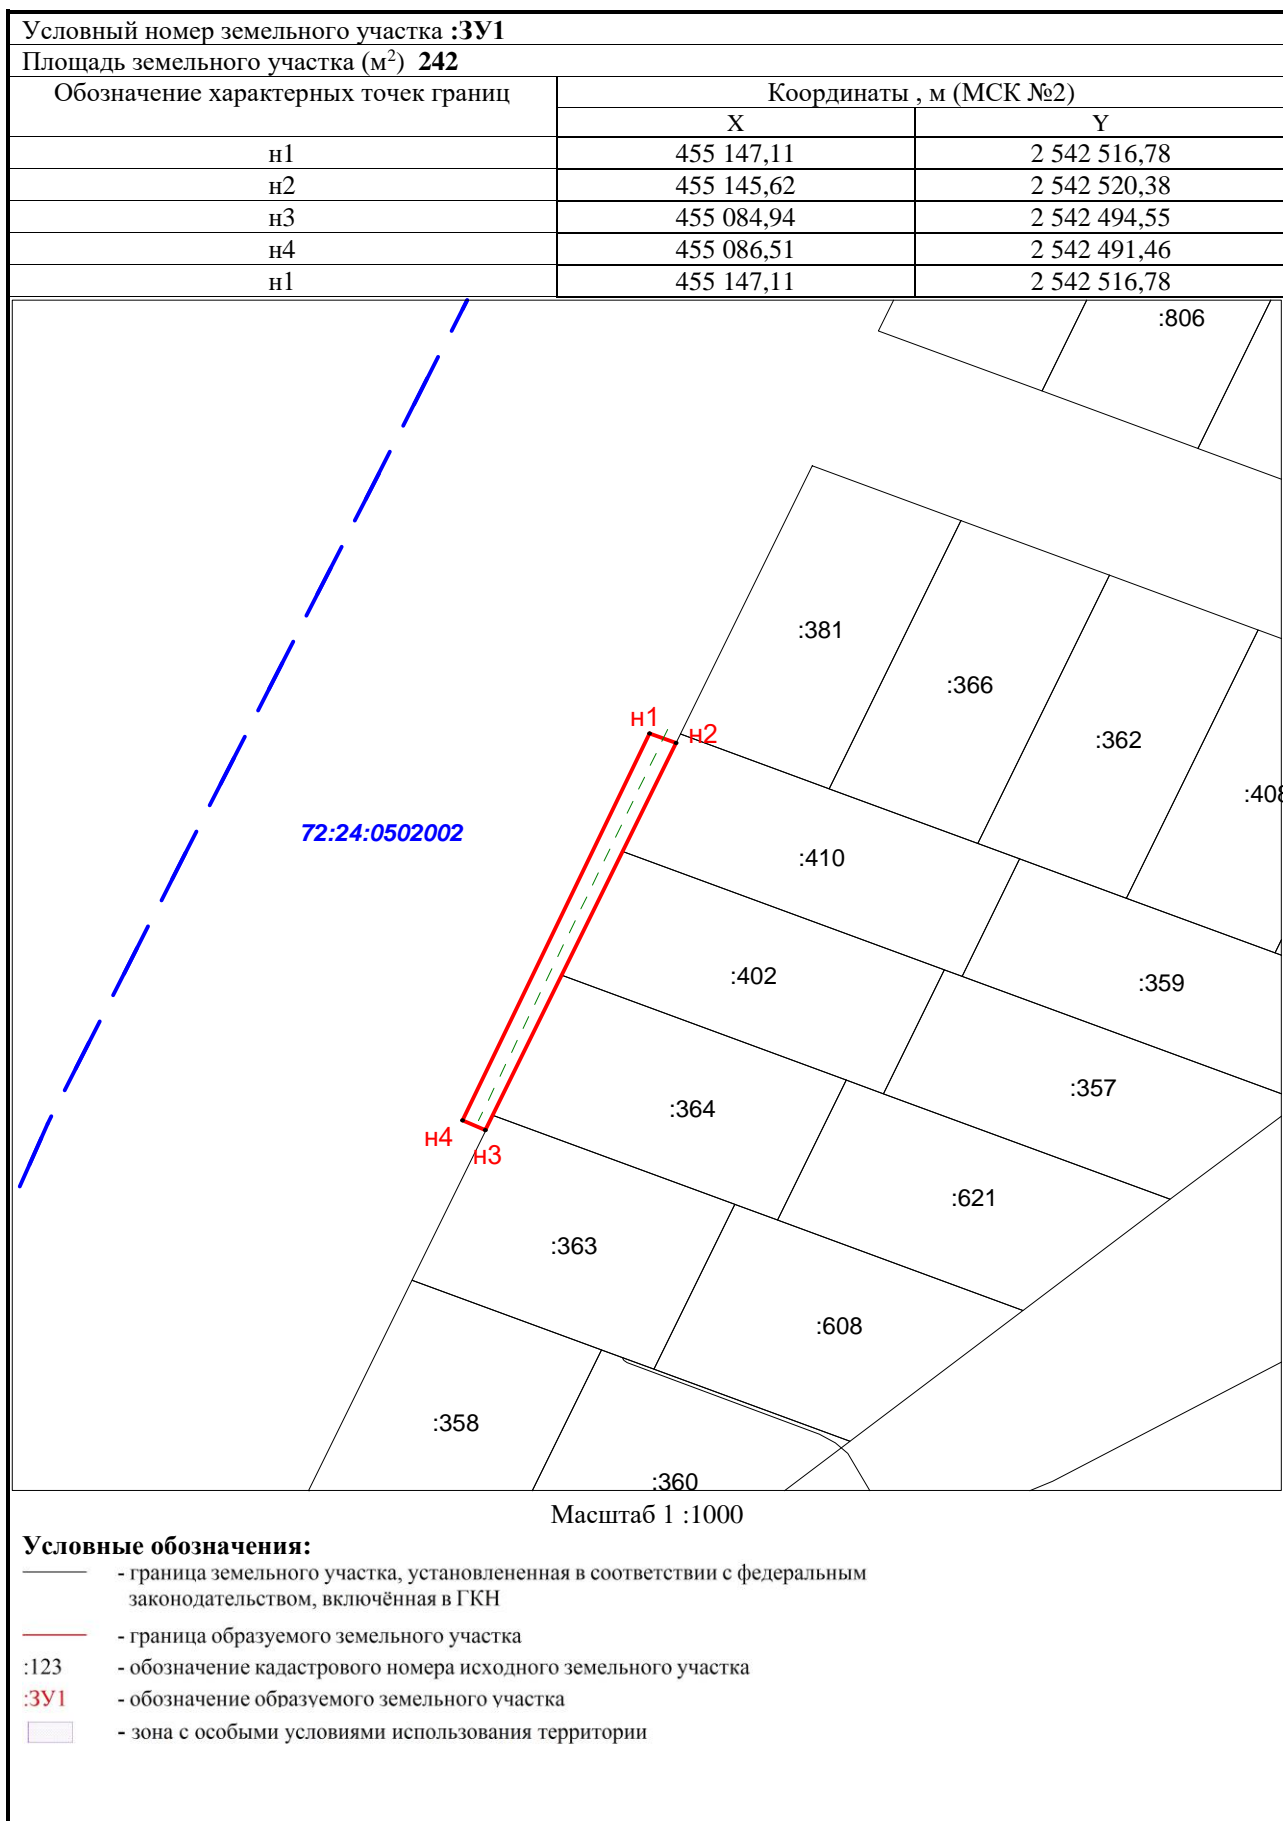 Условный номер земельного участка :ЗУ1
Площадь земельного участка (м²) 242
Обозначение характерных точек границ
Координаты , м (МСК №2)
X Y
н1 455 147,11 2 542 516,78
н2 455 145,62 2 542 520,38
н3 455 084,94 2 542 494,55
н4 455 086,51 2 542 491,46
н1 455 147,11 2 542 516,78
:806
:381
:366
н1
н2
:362
:408
72:24:0502002
:410
:402
:359
:357
:364
н4
н3
:621
:363
:608
:358
:360
Масштаб 1 :1000
Условные обозначения:
- граница земельного участка, установлененная в соответствии с федеральным
законодательством, включённая в ГКН
- граница образуемого земельного участка
:123 - обозначение кадастрового номера исходного земельного участка
:ЗУ1 - обозначение образуемого земельного участка
- зона с особыми условиями использования территории